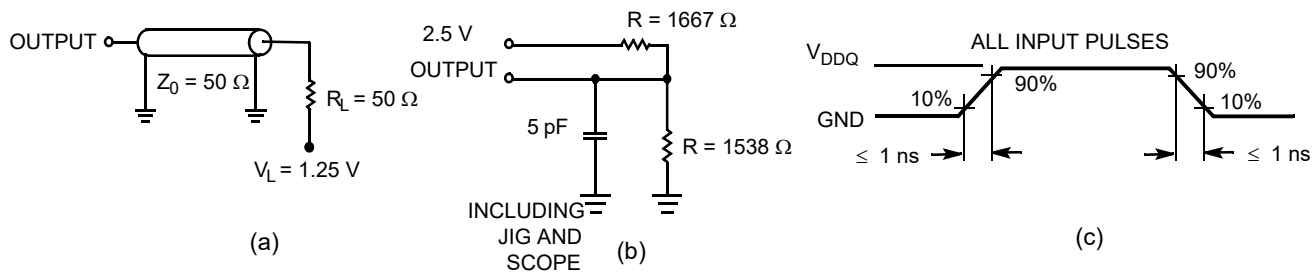 OUTPUT
Z0 = 50 Ω
RL = 50 Ω
VL = 1.25 V
(a)
R = 1667 Ω
2.5 V
OUTPUT
5 pF
R = 1538 Ω
INCLUDING
JIG AND
SCOPE
(b)
ALL INPUT PULSES
VDDQ
GND
10%
90%
90%
10%
≤ 1 ns
≤ 1 ns
(c)